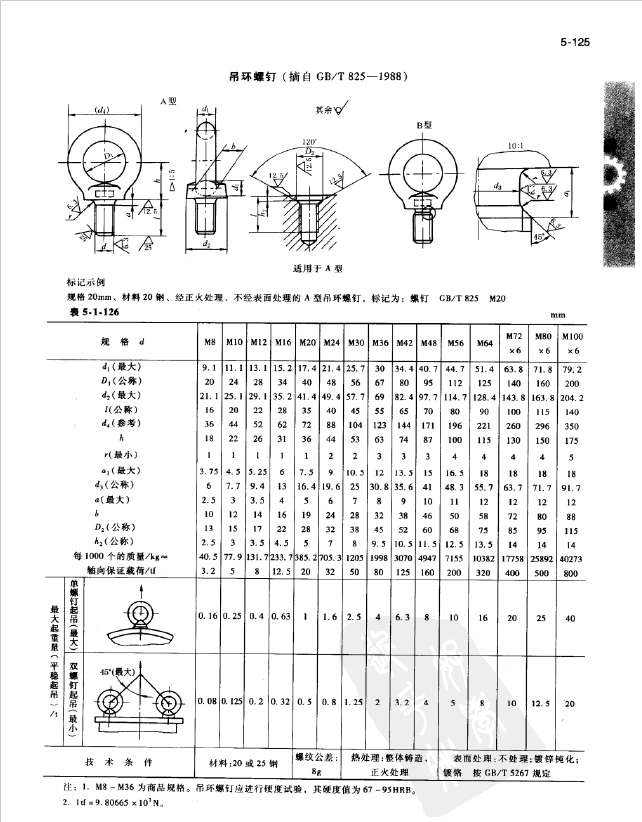 5-125
吊环螺钉(摘自 GB/T 825—1988)
A型
其余
B型
(d₄)
d₁
120°
D₂
10:1
D₁
h
▷1:5
12.5
b
d₃
a₁
6.3
r
a
25
d
d₂
l
h₂
45°
适用于 A 型
标记示例
规格 20mm、材料 20 钢、经正火处理、不经表面处理的 A 型吊环螺钉,标记为:螺钉 GB/T 825 M20
表 5-1-126 mm
规 格 d M8 M10 M12 M16 M20 M24 M30 M36 M42 M48 M56 M64 M72×6 M80×6 M100×6
d₁(最大) 9.1 11.1 13.1 15.2 17.4 21.4 25.7 30 34.4 40.7 44.7 51.4 63.8 71.8 79.2
D₁(公称) 20 24 28 34 40 48 56 67 80 95 112 125 140 160 200
d₂(最大) 21.1 25.1 29.1 35.2 41.4 49.4 57.7 69 82.4 97.7 114.7 128.4 143.8 163.8 204.2
l(公称) 16 20 22 28 35 40 45 55 65 70 80 90 100 115 140
d₄(参考) 36 44 52 62 72 88 104 123 144 171 196 221 260 296 350
h 18 22 26 31 36 44 53 63 74 87 100 115 130 150 175
r(最小) 1 1 1 1 1 2 2 3 3 3 4 4 4 4 5
a₁(最大) 3.75 4.5 5.25 6 7.5 9 10.5 12 13.5 15 16.5 18 18 18 18
d₃(公称) 6 7.7 9.4 13 16.4 19.6 25 30.8 35.6 41 48.3 55.7 63.7 71.7 91.7
a(最大) 2.5 3 3.5 4 5 6 7 8 9 10 11 12 12 12 12
b 10 12 14 16 19 24 28 32 38 46 50 58 72 80 88
D₂(公称) 13 15 17 22 28 32 38 45 52 60 68 75 85 95 115
h₂(公称) 2.5 3 3.5 4.5 5 7 8 9.5 10.5 11.5 12.5 13.5 14 14 14
每 1000 个的质量/kg≈ 40.5 77.9 131.7 233.7 385.2 705.3 1205 1998 3070 4947 7155 10382 17758 25892 40273
轴向保证载荷/tf 3.2 5 8 12.5 20 32 50 80 125 160 200 320 400 500 800
最大起重量(平稳起吊)/t
单螺钉起吊(最大)
0.16 0.25 0.4 0.63 1 1.6 2.5 4 6.3 8 10 16 20 25 40
双螺钉起吊(最小)
45°(最大)
0.08 0.125 0.2 0.32 0.5 0.8 1.25 2 3.2 4 5 8 10 12.5 20
技 术 条 件 材料:20 或 25 钢 螺纹公差:8g 热处理:整体铸造,正火处理 表面处理:不处理;镀锌钝化;镀铬 按 GB/T 5267 规定
注:1. M8~M36 为商品规格。吊环螺钉应进行硬度试验,其硬度值为 67~95HRB。
2. 1tf=9.80665×10³N。